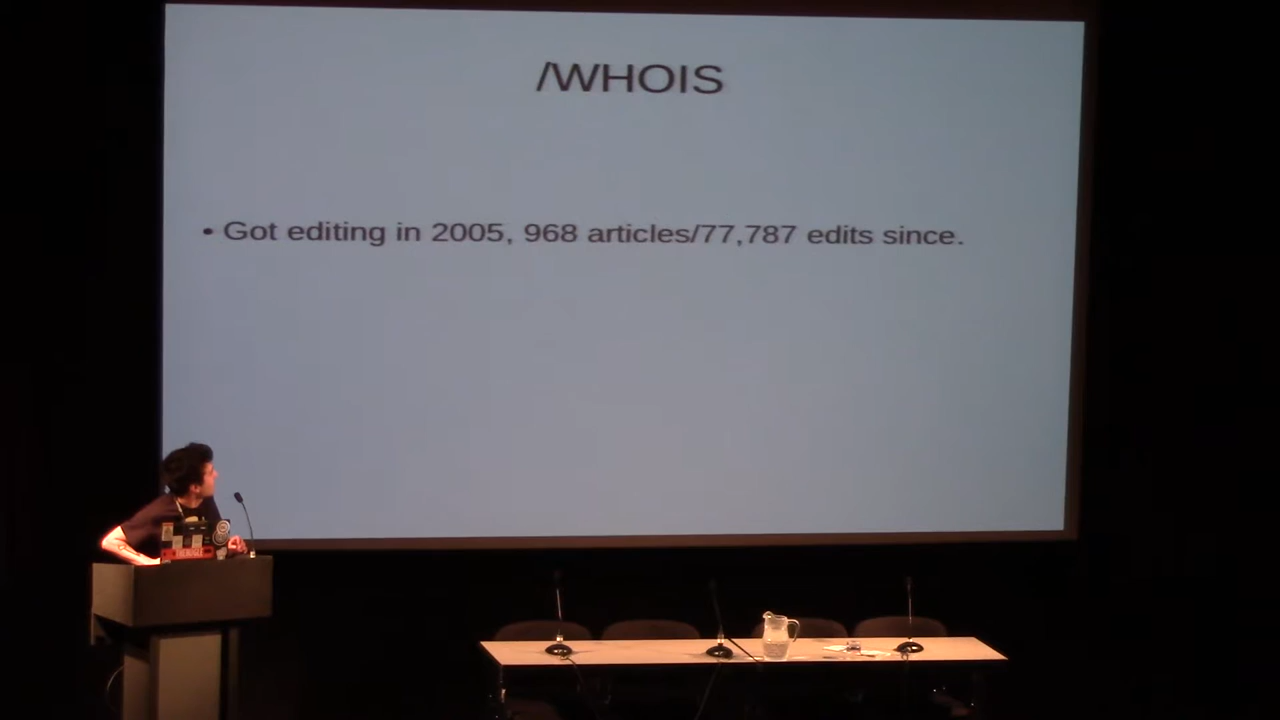 /WHOIS
• Got editing in 2005, 968 articles/77,787 edits since.